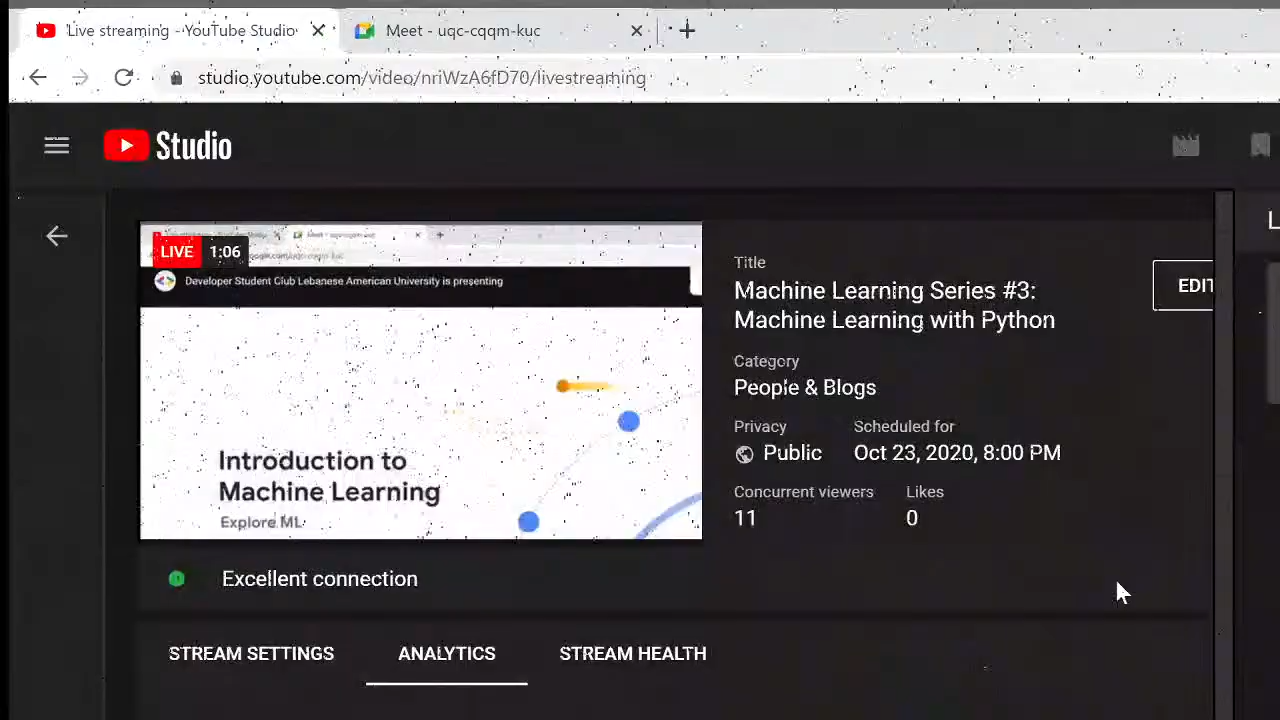 Live streaming - YouTube Studio
Meet - uqc-cqqm-kuc
studio.youtube.com/video/nriWzA6fD70/livestreaming
Studio
LIVE 1:06
Developer Student Club Lebanese American University is presenting
Introduction to
Machine Learning
Explore ML
Title
Machine Learning Series #3:
Machine Learning with Python
EDIT
Category
People & Blogs
Privacy
Scheduled for
Public
Oct 23, 2020, 8:00 PM
Concurrent viewers
Likes
11
0
Excellent connection
STREAM SETTINGS
ANALYTICS
STREAM HEALTH